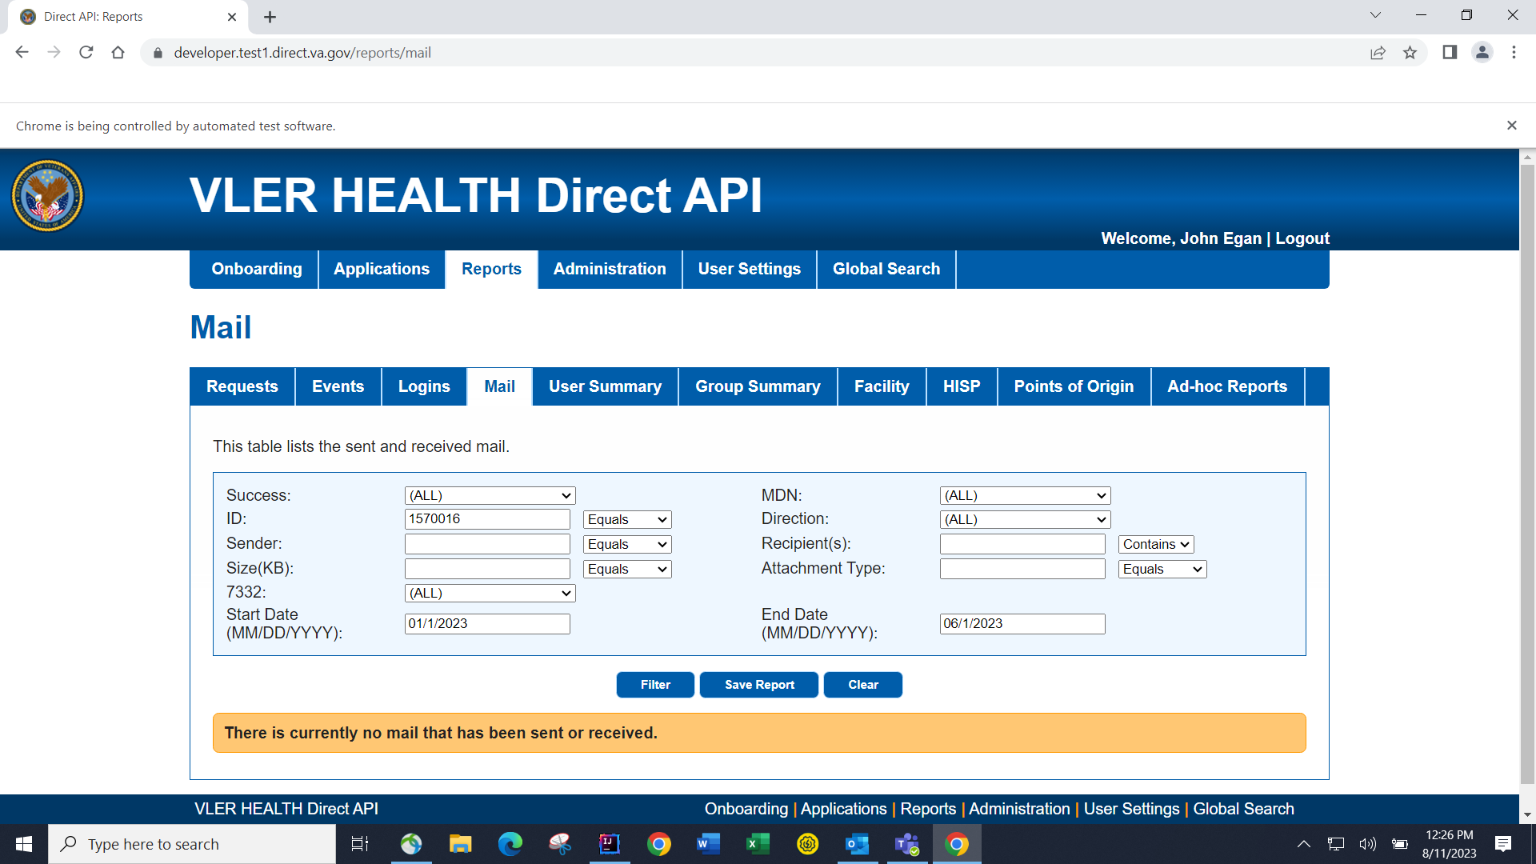 Direct API: Reports
developer.test1.direct.va.gov/reports/mail
Chrome is being controlled by automated test software.
VLER HEALTH Direct API
Welcome, John Egan | Logout
Onboarding Applications Reports Administration User Settings Global Search
Mail
Requests Events Logins Mail User Summary Group Summary Facility HISP Points of Origin Ad-hoc Reports
This table lists the sent and received mail.
Success: (ALL) MDN: (ALL)
ID: 1570016 Equals Direction: (ALL)
Sender: Equals Recipient(s): Contains
Size(KB): Equals Attachment Type: Equals
7332: (ALL)
Start Date (MM/DD/YYYY): 01/1/2023 End Date (MM/DD/YYYY): 06/1/2023
Filter Save Report Clear
There is currently no mail that has been sent or received.
VLER HEALTH Direct API Onboarding | Applications | Reports | Administration | User Settings | Global Search
Type here to search
12:26 PM
8/11/2023